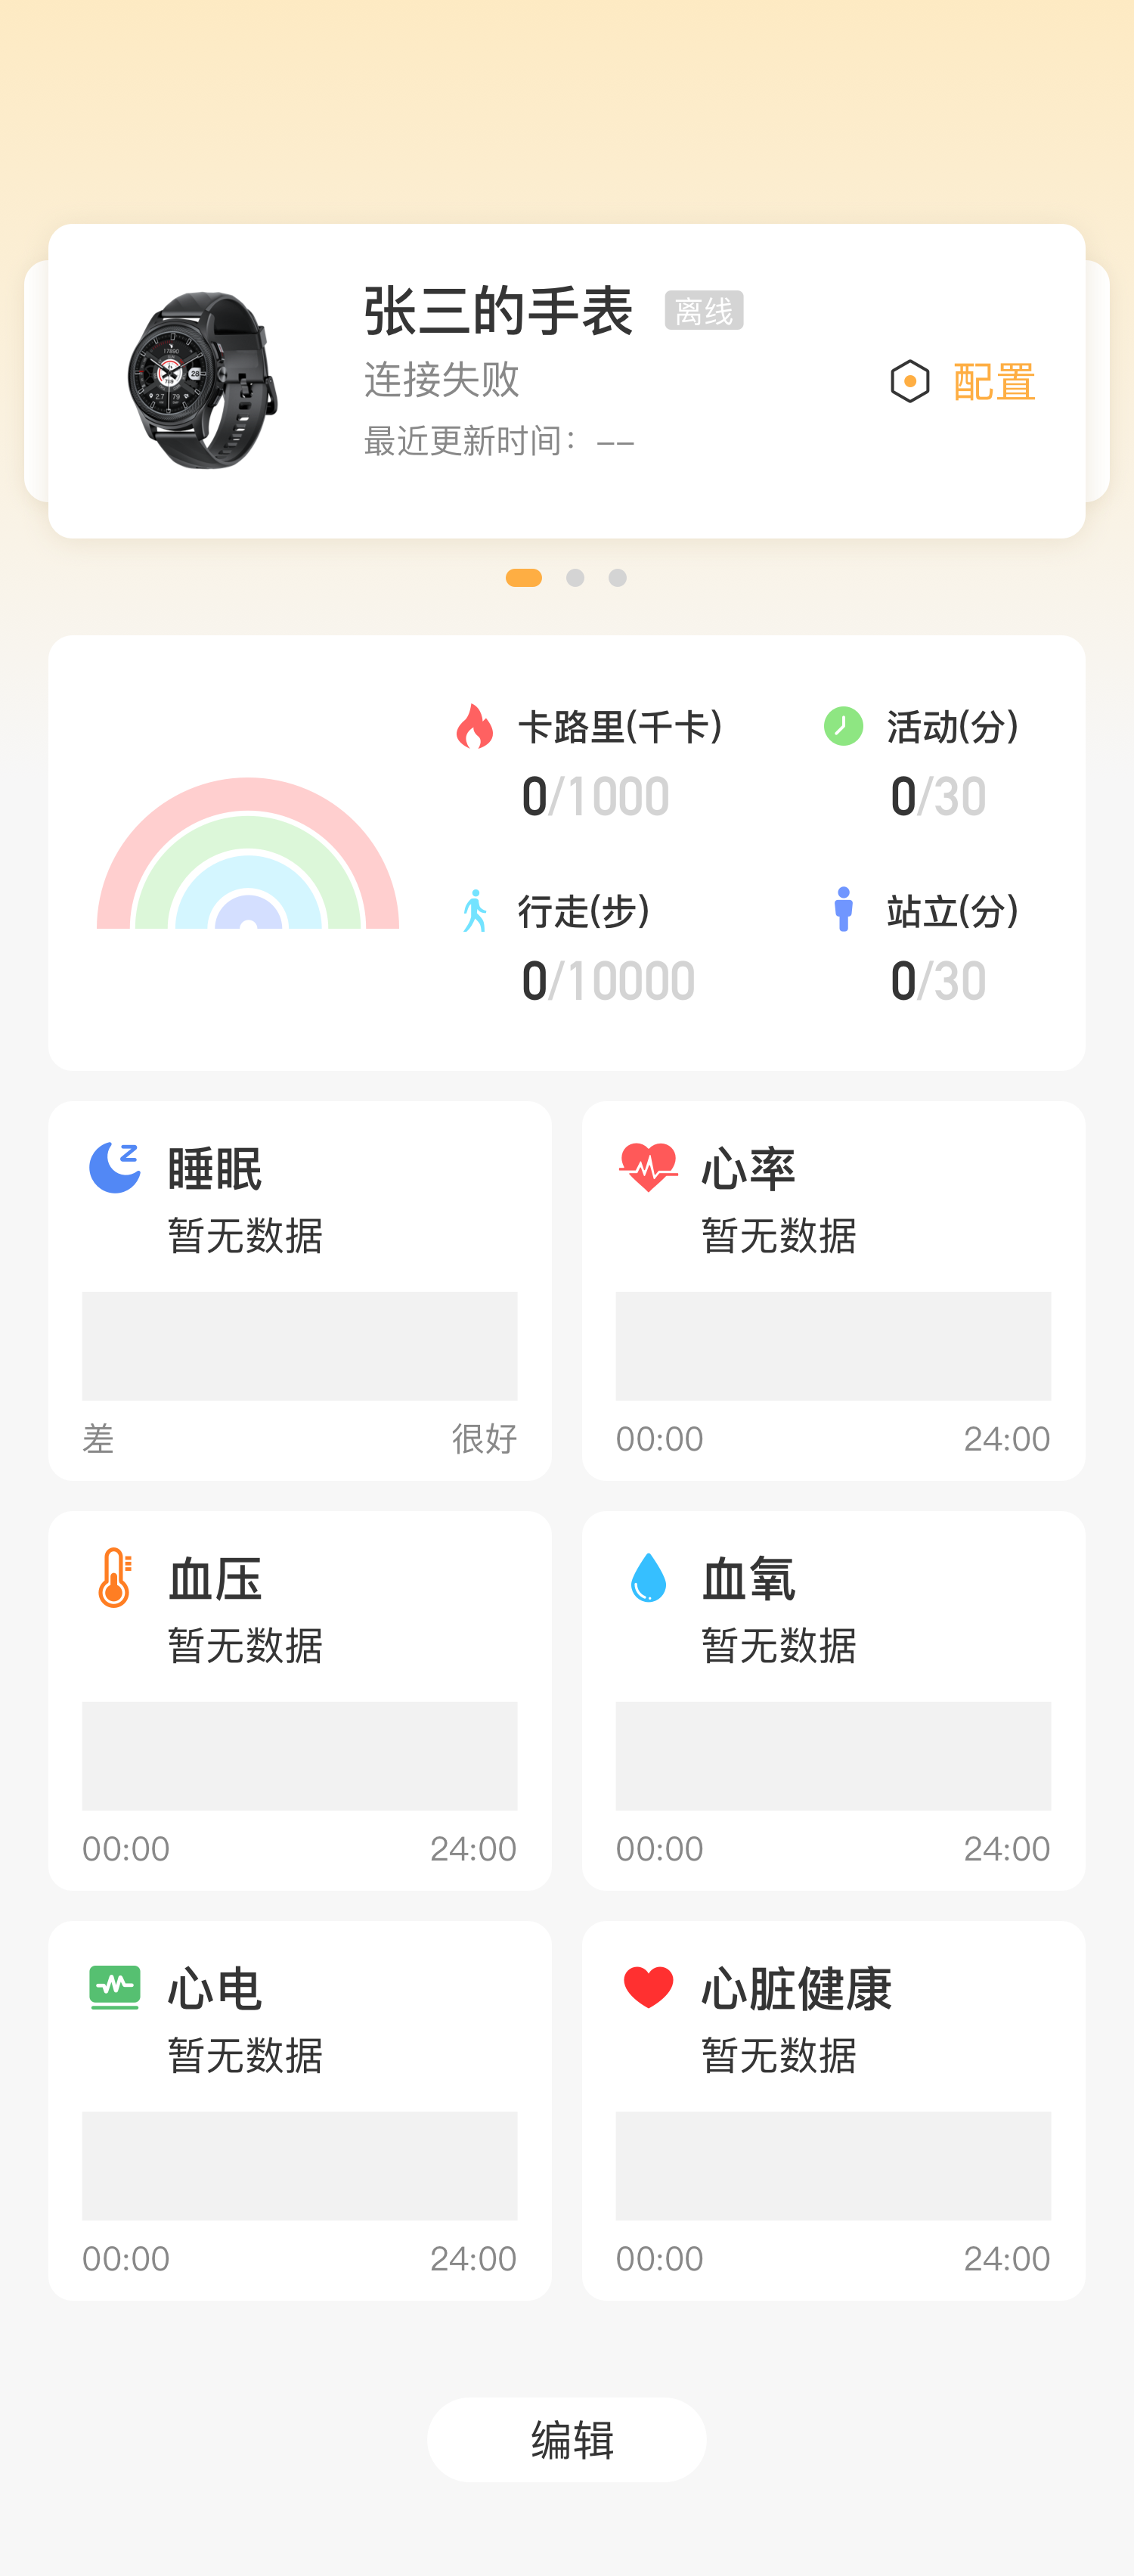 张三的手表 离线
连接失败
最近更新时间：--
配置
卡路里(千卡) 活动(分)
0/1000 0/30
行走(步) 站立(分)
0/10000 0/30
睡眠 心率
暂无数据 暂无数据
差 很好 00:00 24:00
血压 血氧
暂无数据 暂无数据
00:00 24:00 00:00 24:00
心电 心脏健康
暂无数据 暂无数据
00:00 24:00 00:00 24:00
编辑